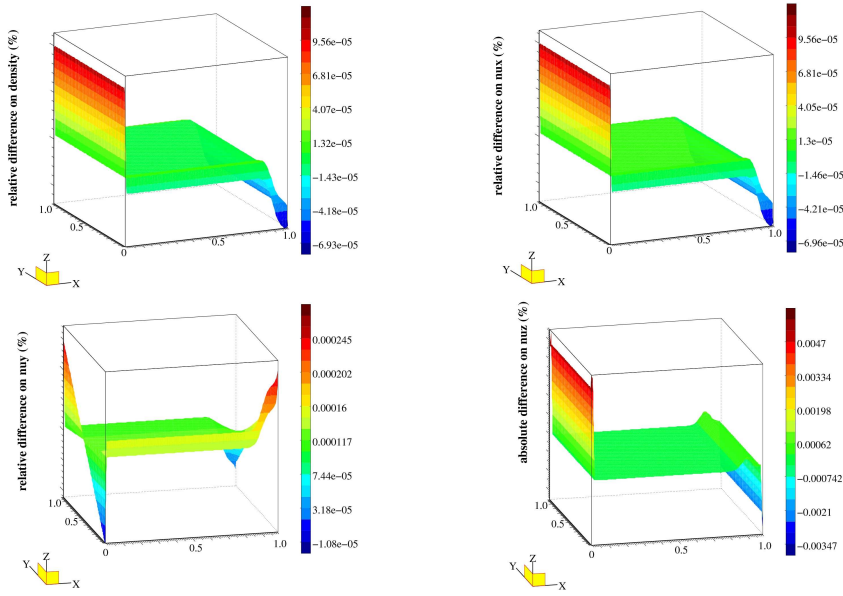 relative difference on density (%)
9.56e−05
6.81e−05
4.07e−05
1.32e−05
−1.43e−05
−4.18e−05
−6.93e−05
1.0
0.5
0
0.5
1.0
Z
Y
X
relative difference on nux (%)
9.56e−05
6.81e−05
4.05e−05
1.3e−05
−1.46e−05
−4.21e−05
−6.96e−05
1.0
0.5
0
0.5
1.0
Z
Y
X
relative difference on nuy (%)
0.000245
0.000202
0.00016
0.000117
7.44e−05
3.18e−05
−1.08e−05
1.0
0.5
0
0.5
1.0
Z
Y
X
absolute difference on nuz (%)
0.0047
0.00334
0.00198
0.00062
−0.000742
−0.0021
−0.00347
1.0
0.5
0
0.5
1.0
Z
Y
X